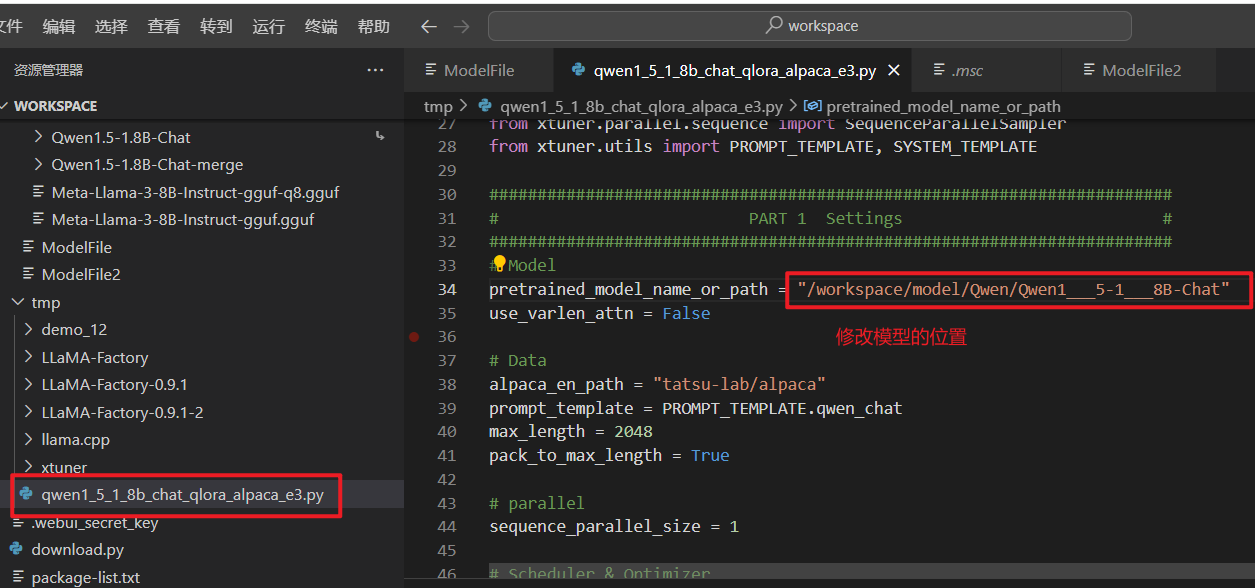 文件 编辑 选择 查看 转到 运行 终端 帮助 workspace
资源管理器 ...
WORKSPACE
Qwen1.5-1.8B-Chat
Qwen1.5-1.8B-Chat-merge
Meta-Llama-3-8B-Instruct-gguf-q8.gguf
Meta-Llama-3-8B-Instruct-gguf.gguf
ModelFile
ModelFile2
tmp
demo_12
LLaMA-Factory
LLaMA-Factory-0.9.1
LLaMA-Factory-0.9.1-2
llama.cpp
xtuner
qwen1_5_1_8b_chat_qlora_alpaca_e3.py
.webui_secret_key
download.py
package-list.txt
ModelFile qwen1_5_1_8b_chat_qlora_alpaca_e3.py .msc ModelFile2
tmp > qwen1_5_1_8b_chat_qlora_alpaca_e3.py > pretrained_model_name_or_path
27 from xtuner.parallel.sequence import SequenceParallelSampler
28 from xtuner.utils import PROMPT_TEMPLATE, SYSTEM_TEMPLATE
29
30 #######################################################################
31 # PART 1 Settings #
32 #######################################################################
33 # Model
34 pretrained_model_name_or_path = "/workspace/model/Qwen/Qwen1___5-1___8B-Chat"
35 use_varlen_attn = False
36 修改模型的位置
37 # Data
38 alpaca_en_path = "tatsu-lab/alpaca"
39 prompt_template = PROMPT_TEMPLATE.qwen_chat
40 max_length = 2048
41 pack_to_max_length = True
42
43 # parallel
44 sequence_parallel_size = 1
45
46 # Scheduler & Optimizer